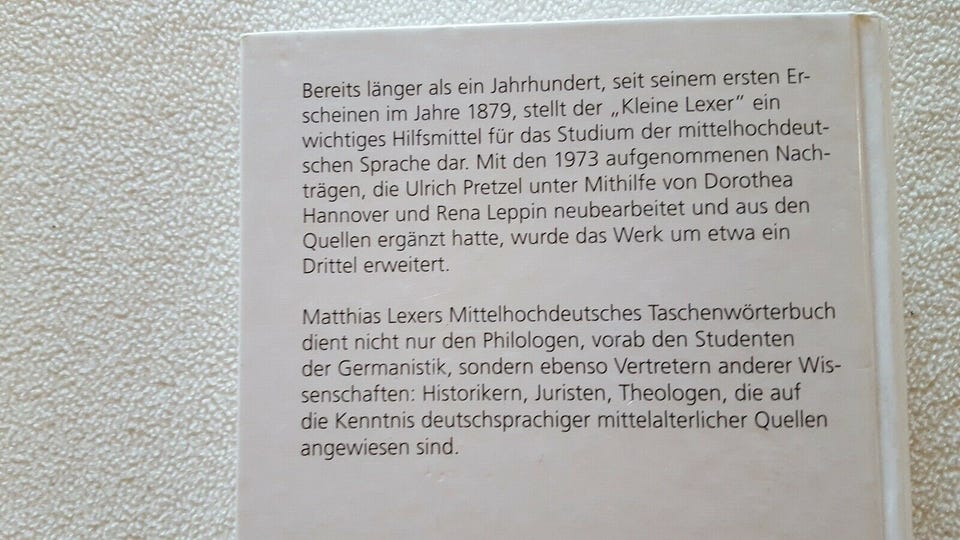 Bereits länger als ein Jahrhundert, seit seinem ersten Er-
scheinen im Jahre 1879, stellt der „Kleine Lexer“ ein
wichtiges Hilfsmittel für das Studium der mittelhochdeut-
schen Sprache dar. Mit den 1973 aufgenommenen Nach-
trägen, die Ulrich Pretzel unter Mithilfe von Dorothea
Hannover und Rena Leppin neubearbeitet und aus den
Quellen ergänzt hatte, wurde das Werk um etwa ein
Drittel erweitert.
Matthias Lexers Mittelhochdeutsches Taschenwörterbuch
dient nicht nur den Philologen, vorab den Studenten
der Germanistik, sondern ebenso Vertretern anderer Wis-
senschaften: Historikern, Juristen, Theologen, die auf
die Kenntnis deutschsprachiger mittelalterlicher Quellen
angewiesen sind.